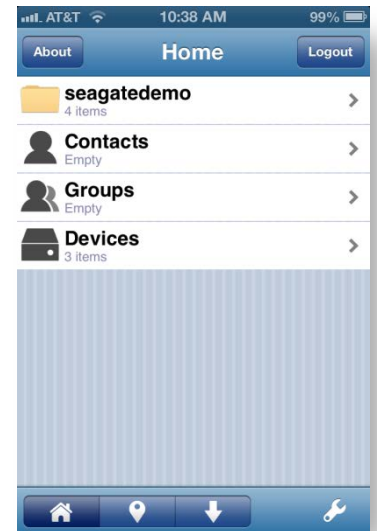 AT&T 10:38 AM 99%
About Home Logout
seagatedemo
4 items
Contacts
Empty
Groups
Empty
Devices
3 items